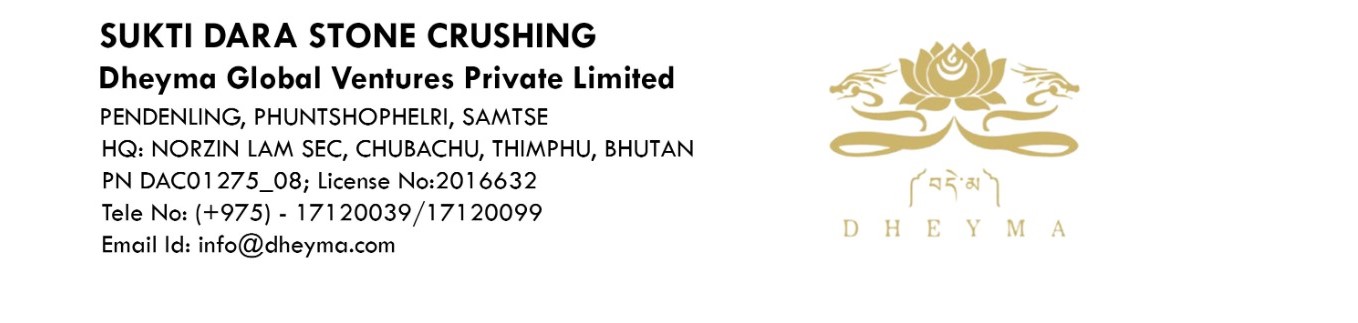 SUKTI DARA STONE CRUSHING
Dheyma Global Ventures Private Limited
PENDENLING, PHUNTSHOPHELRI, SAMTSE
HQ: NORZIN LAM SEC, CHUBACHU, THIMPHU, BHUTAN
PN DAC01275_08; License No:2016632
Tele No: (+975) - 17120039/17120099
Email Id: info@dheyma.com
བདེ་མ
DHEYMA